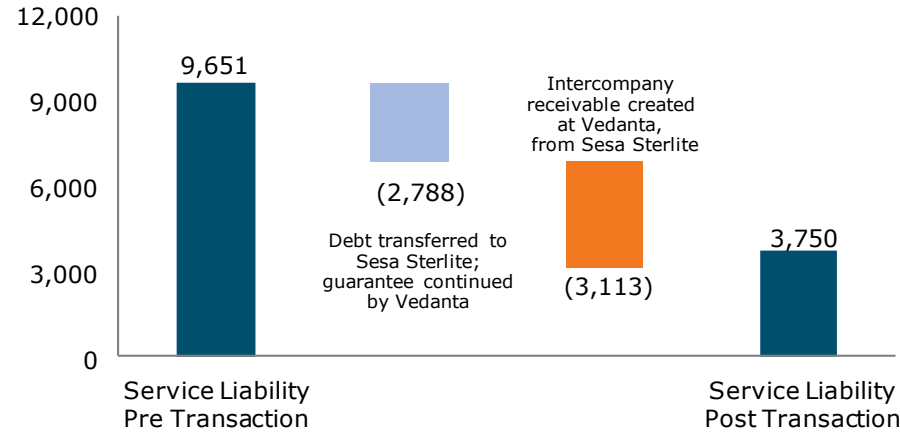 12,000
9,000
6,000
3,000
0
9,651
(2,788)
Debt transferred to
Sesa Sterlite;
guarantee continued
by Vedanta
Intercompany
receivable created
at Vedanta,
from Sesa Sterlite
(3,113)
3,750
Service Liability
Pre Transaction
Service Liability
Post Transaction